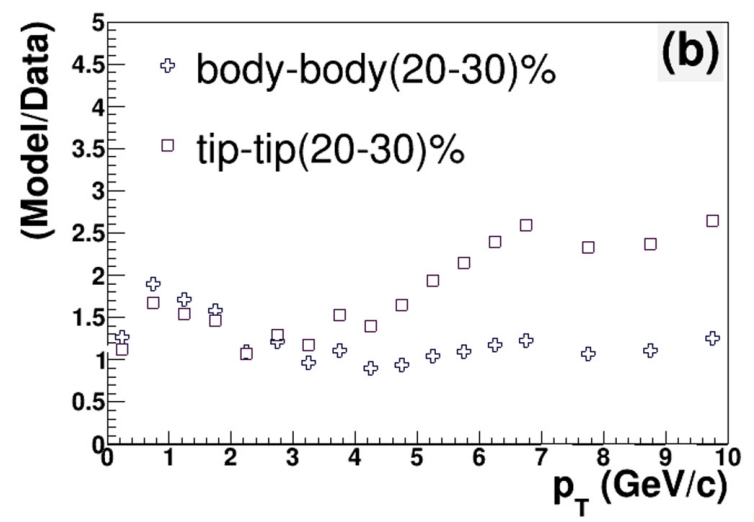 (b)
body-body(20-30)%
tip-tip(20-30)%
(Model/Data)
5
4.5
4
3.5
3
2.5
2
1.5
1
0.5
0
0 1 2 3 4 5 6 7 8 9 10
p_T (GeV/c)